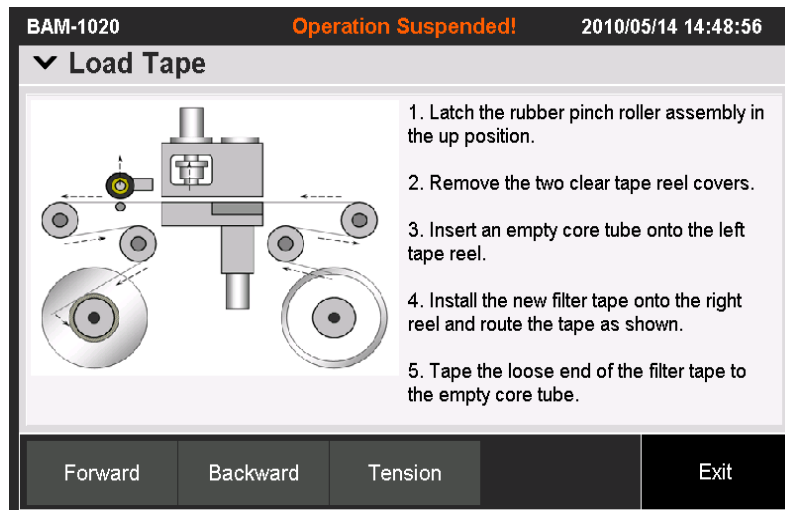 BAM-1020 Operation Suspended! 2010/05/14 14:48:56
Load Tape
1. Latch the rubber pinch roller assembly in
the up position.
2. Remove the two clear tape reel covers.
3. Insert an empty core tube onto the left
tape reel.
4. Install the new filter tape onto the right
reel and route the tape as shown.
5. Tape the loose end of the filter tape to
the empty core tube.
Forward Backward Tension Exit